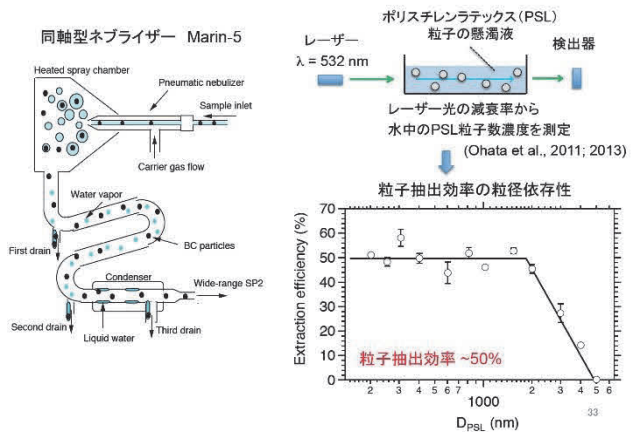 同軸型ネブライザー Marin-5
Heated spray chamber
Pneumatic nebulizer
Sample inlet
Carrier gas flow
Water vapor
First drain
BC particles
Condenser
Wide-range SP2
Second drain
Liquid water
Third drain
ポリスチレンラテックス(PSL)
粒子の懸濁液
レーザー
λ = 532 nm
検出器
レーザー光の減衰率から
水中のPSL粒子数濃度を測定
(Ohata et al., 2011; 2013)
粒子抽出効率の粒径依存性
Extraction efficiency (%)
70
60
50
40
30
20
10
0
粒子抽出効率 ~50%
2 3 4 5 6 7 1000 2 3 4 5 6
D_PSL (nm)
33